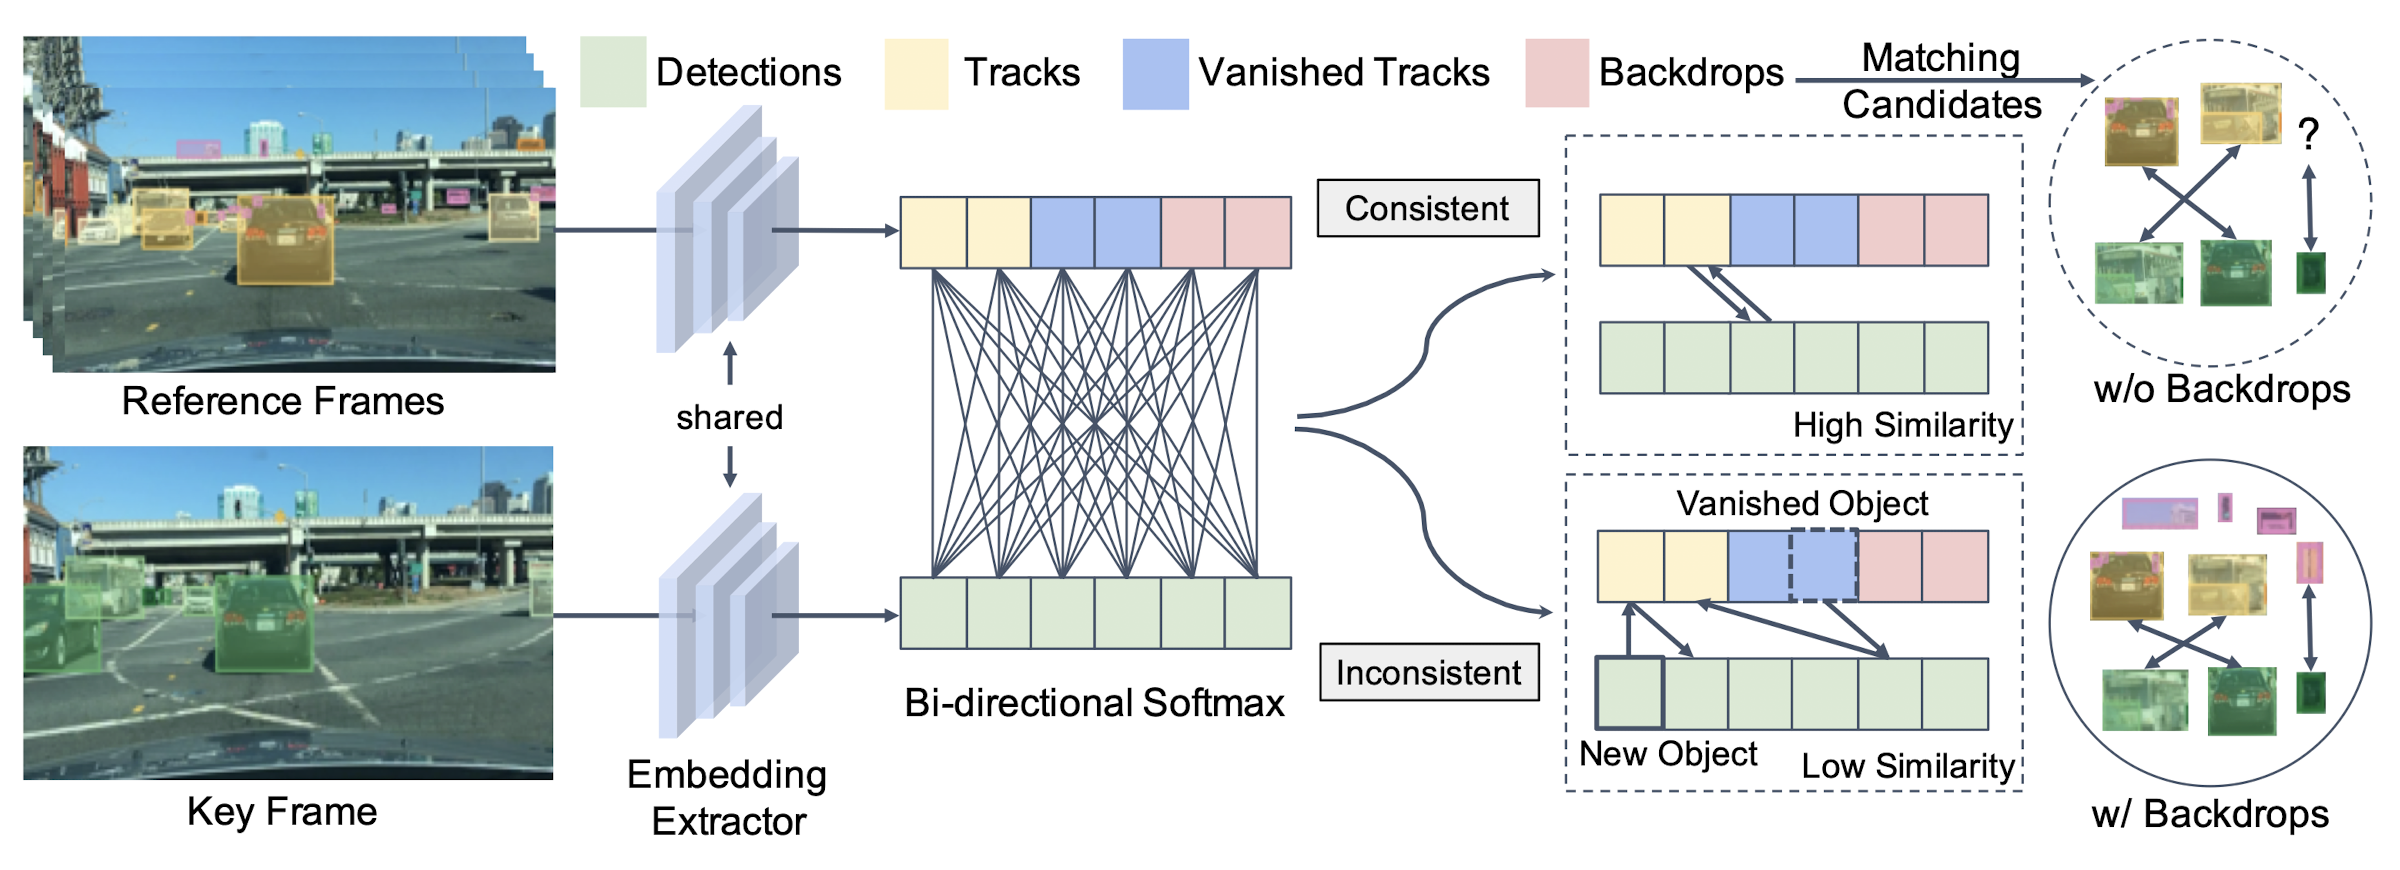 Detections
Tracks
Vanished Tracks
Backdrops
Matching
Candidates
?
Consistent
Reference Frames
shared
High Similarity
w/o Backdrops
Vanished Object
Inconsistent
Bi-directional Softmax
New Object
Low Similarity
Key Frame
Embedding
Extractor
w/ Backdrops